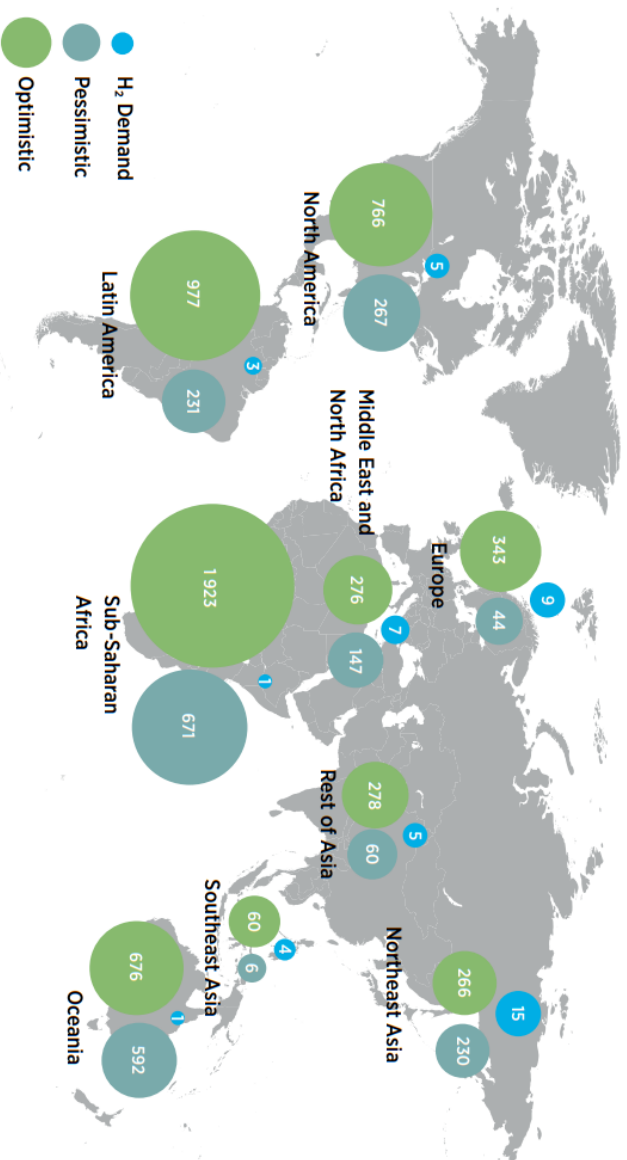 766
5
267
North America
977
3
231
Latin America
343
9
44
Europe
276
7
147
Middle East and
North Africa
1 923
1
671
Sub-Saharan
Africa
278
5
60
Rest of Asia
266
15
230
Northeast Asia
60
4
6
Southeast Asia
676
1
592
Oceania
H₂ Demand
Pessimistic
Optimistic